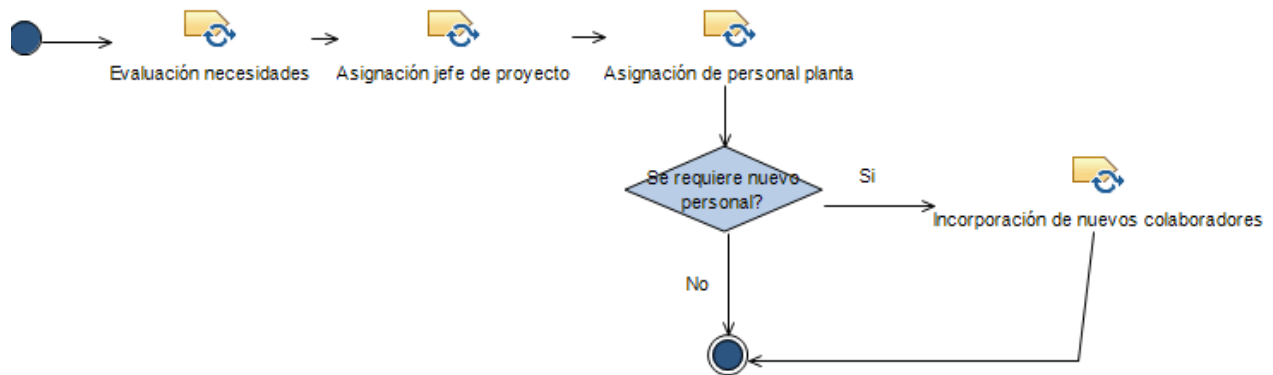 Evaluación necesidades
Asignación jefe de proyecto
Asignación de personal planta
Se requiere nuevo
personal?
Si
Incorporación de nuevos colaboradores
No